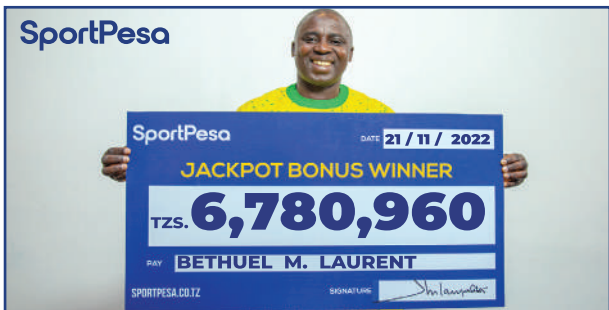 SportPesa
SportPesa
DATE 21 / 11 / 2022
JACKPOT BONUS WINNER
TZS. 6,780,960
PAY BETHUEL M. LAURENT
SPORTPESA.CO.TZ
SIGNATURE